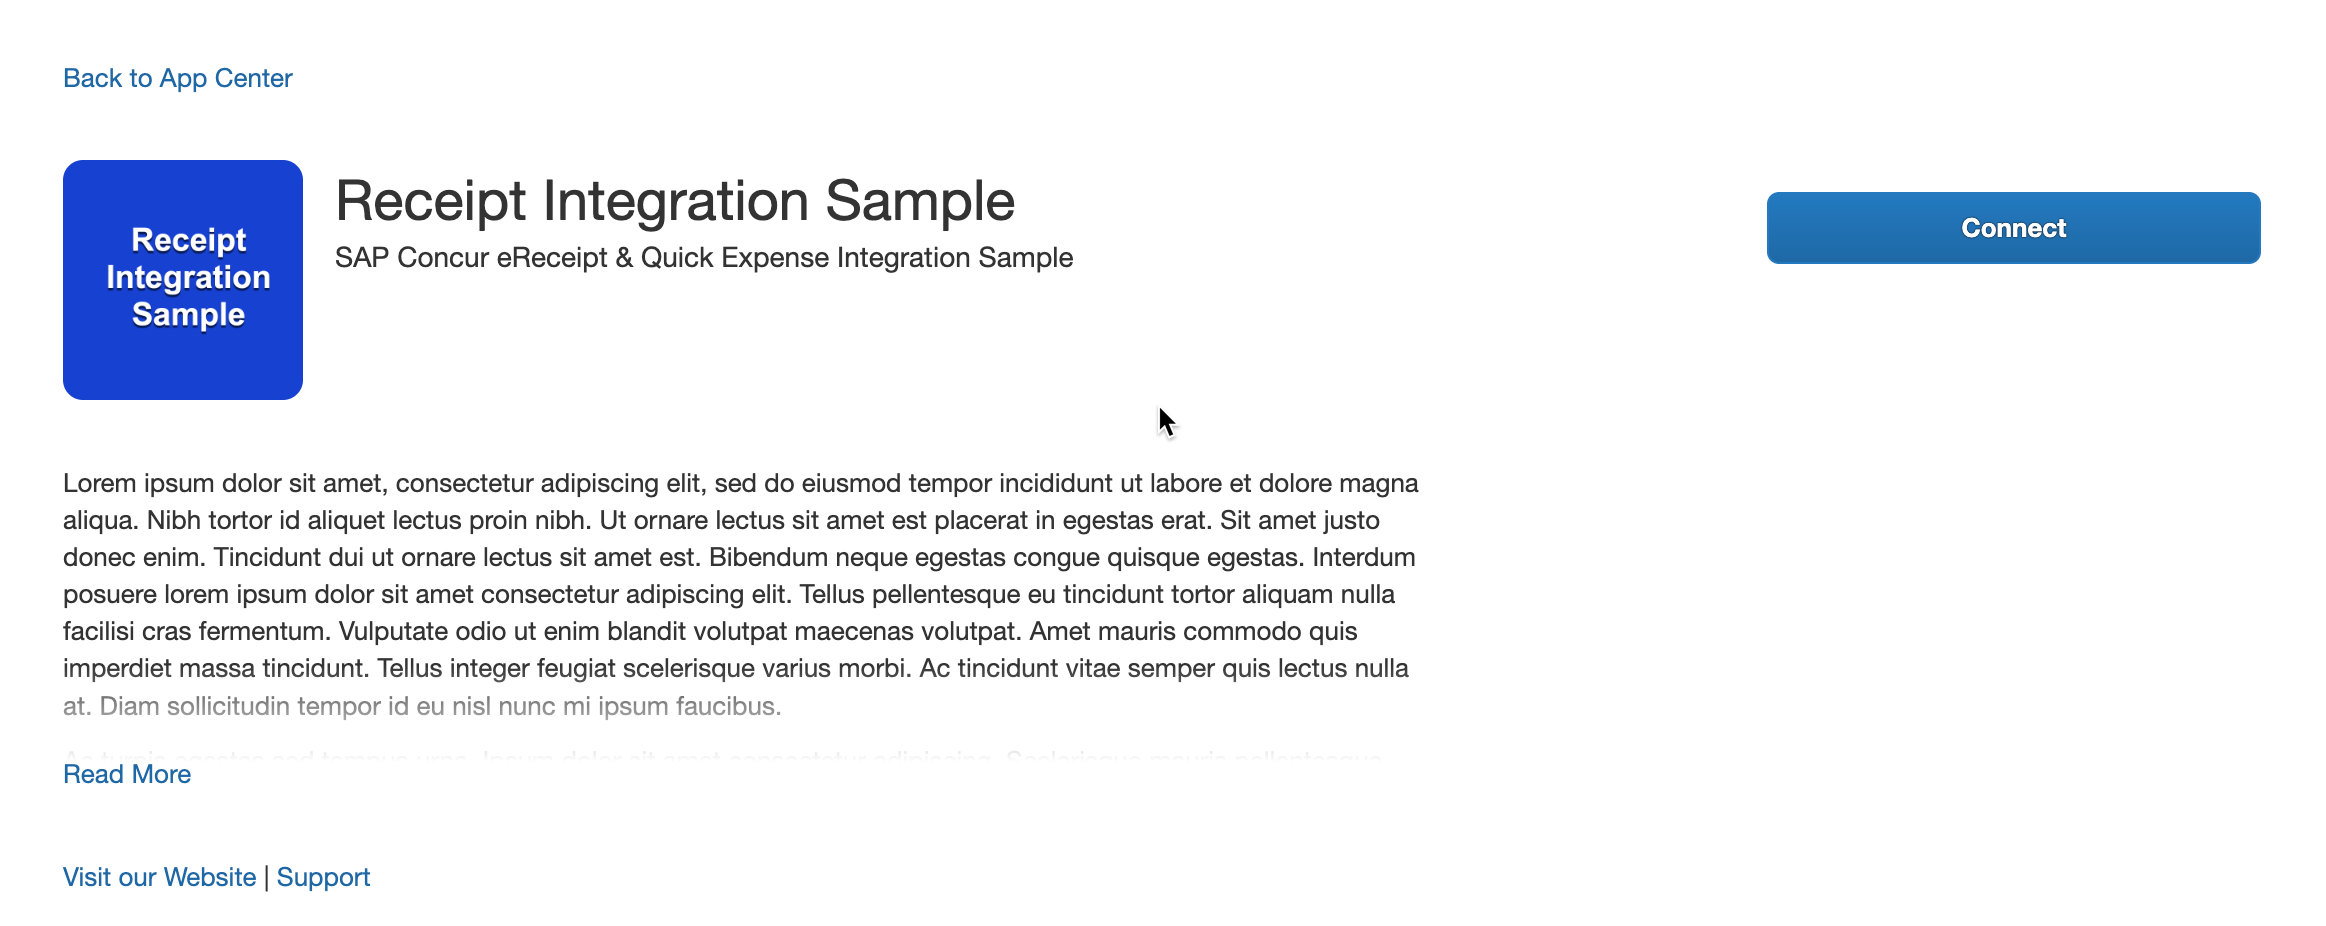 Back to App Center
Receipt
Integration
Sample
Receipt Integration Sample
SAP Concur eReceipt & Quick Expense Integration Sample
Connect
Lorem ipsum dolor sit amet, consectetur adipiscing elit, sed do eiusmod tempor incididunt ut labore et dolore magna
aliqua. Nibh tortor id aliquet lectus proin nibh. Ut ornare lectus sit amet est placerat in egestas erat. Sit amet justo
donec enim. Tincidunt dui ut ornare lectus sit amet est. Bibendum neque egestas congue quisque egestas. Interdum
posuere lorem ipsum dolor sit amet consectetur adipiscing elit. Tellus pellentesque eu tincidunt tortor aliquam nulla
facilisi cras fermentum. Vulputate odio ut enim blandit volutpat maecenas volutpat. Amet mauris commodo quis
imperdiet massa tincidunt. Tellus integer feugiat scelerisque varius morbi. Ac tincidunt vitae semper quis lectus nulla
at. Diam sollicitudin tempor id eu nisl nunc mi ipsum faucibus.
Read More
Visit our Website | Support